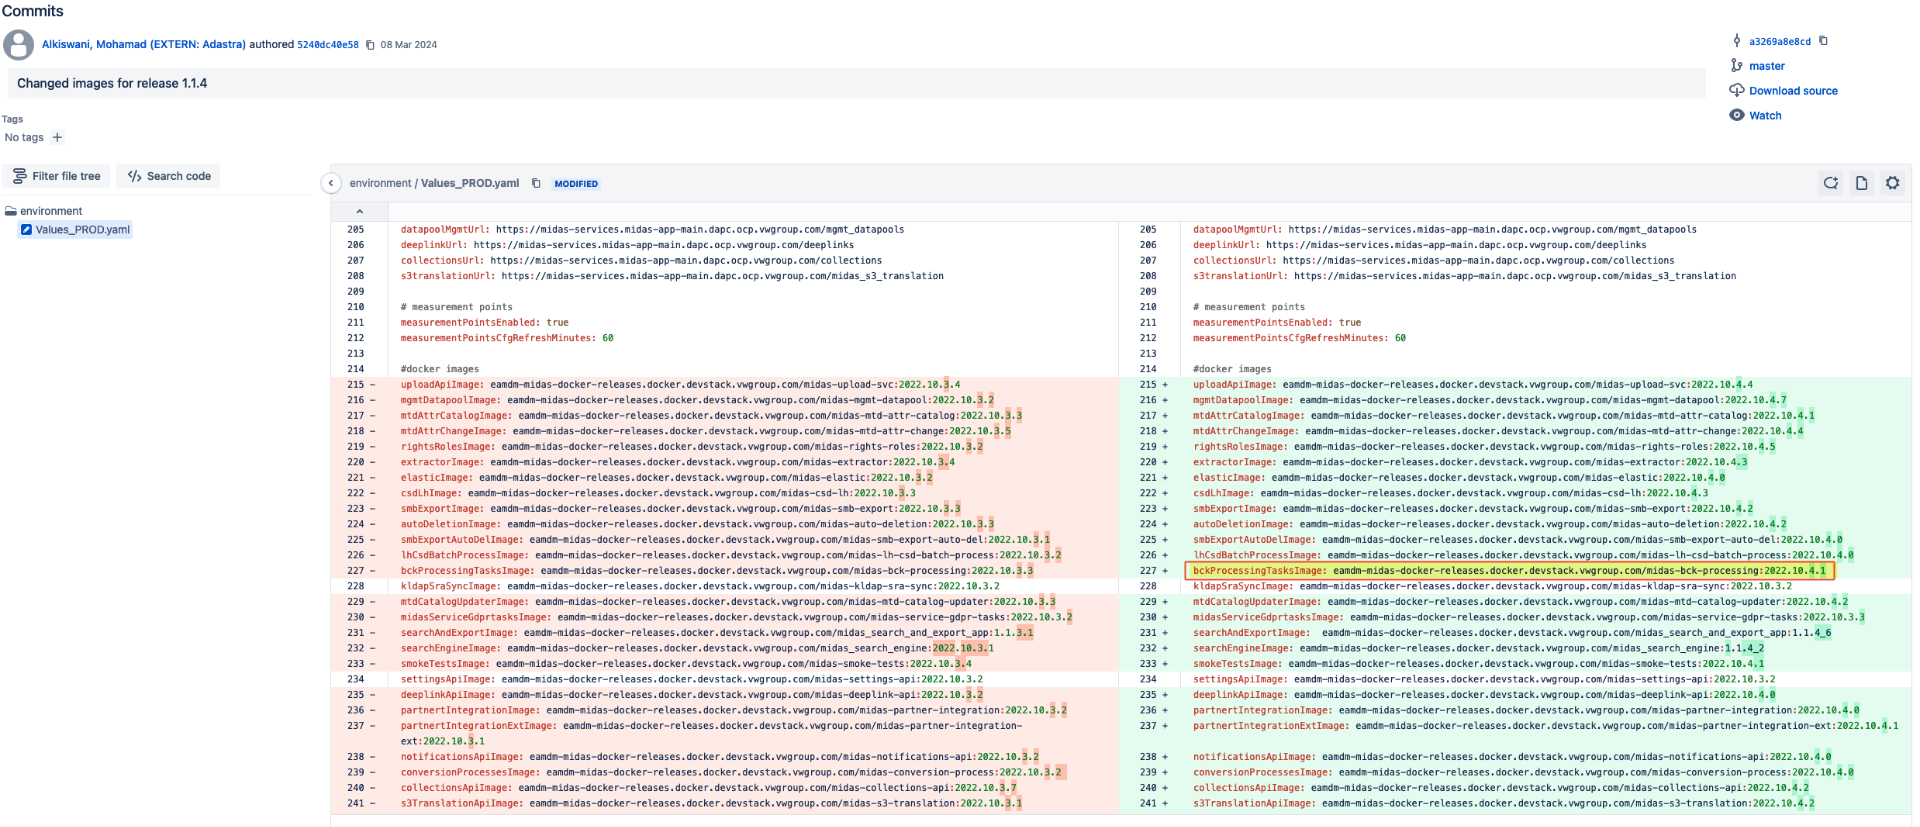 Commits
Alkiswani, Mohamad (EXTERN: Adastra) authored 5240dc40e58 08 Mar 2024
Changed images for release 1.1.4
a3269a8e8cd
master
Download source
Watch
Tags
No tags +
Filter file tree
Search code
environment
Values_PROD.yaml
environment / Values_PROD.yaml MODIFIED
205 datapoolMgmtUrl: https://midas-services.midas-app-main.dapc.ocp.vwgroup.com/mgmt_datapools
206 deeplinkUrl: https://midas-services.midas-app-main.dapc.ocp.vwgroup.com/deeplinks
207 collectionsUrl: https://midas-services.midas-app-main.dapc.ocp.vwgroup.com/collections
208 s3translationUrl: https://midas-services.midas-app-main.dapc.ocp.vwgroup.com/midas_s3_translation
209
210 # measurement points
211 measurementPointsEnabled: true
212 measurementPointsCfgRefreshMinutes: 60
213
214 #docker images
215 - uploadApiImage: eamdm-midas-docker-releases.docker.devstack.vwgroup.com/midas-upload-svc:2022.10.3.4
216 - mgmtDatapoolImage: eamdm-midas-docker-releases.docker.devstack.vwgroup.com/midas-mgmt-datapool:2022.10.3.2
217 - mtdAttrCatalogImage: eamdm-midas-docker-releases.docker.devstack.vwgroup.com/midas-mtd-attr-catalog:2022.10.3.3
218 - mtdAttrChangeImage: eamdm-midas-docker-releases.docker.devstack.vwgroup.com/midas-mtd-attr-change:2022.10.3.5
219 - rightsRolesImage: eamdm-midas-docker-releases.docker.devstack.vwgroup.com/midas-rights-roles:2022.10.3.2
220 - extractorImage: eamdm-midas-docker-releases.docker.devstack.vwgroup.com/midas-extractor:2022.10.3.4
221 - elasticImage: eamdm-midas-docker-releases.docker.devstack.vwgroup.com/midas-elastic:2022.10.3.2
222 - csdLhImage: eamdm-midas-docker-releases.docker.devstack.vwgroup.com/midas-csd-lh:2022.10.3.3
223 - smbExportImage: eamdm-midas-docker-releases.docker.devstack.vwgroup.com/midas-smb-export:2022.10.3.3
224 - autoDeletionImage: eamdm-midas-docker-releases.docker.devstack.vwgroup.com/midas-auto-deletion:2022.10.3.3
225 - smbExportAutoDelImage: eamdm-midas-docker-releases.docker.devstack.vwgroup.com/midas-smb-export-auto-del:2022.10.3.1
226 - lhCsdBatchProcessImage: eamdm-midas-docker-releases.docker.devstack.vwgroup.com/midas-lh-csd-batch-process:2022.10.3.2
227 - bckProcessingTasksImage: eamdm-midas-docker-releases.docker.devstack.vwgroup.com/midas-bck-processing:2022.10.3.3
228 kldapSraSyncImage: eamdm-midas-docker-releases.docker.devstack.vwgroup.com/midas-kldap-sra-sync:2022.10.3.2
229 - mtdCatalogUpdaterImage: eamdm-midas-docker-releases.docker.devstack.vwgroup.com/midas-mtd-catalog-updater:2022.10.3.3
230 - midasServiceGdprtasksImage: eamdm-midas-docker-releases.docker.devstack.vwgroup.com/midas-service-gdpr-tasks:2022.10.3.2
231 - searchAndExportImage: eamdm-midas-docker-releases.docker.devstack.vwgroup.com/midas_search_and_export_app:1.1.3.1
232 - searchEngineImage: eamdm-midas-docker-releases.docker.devstack.vwgroup.com/midas_search_engine:2022.10.3.1
233 - smokeTestsImage: eamdm-midas-docker-releases.docker.devstack.vwgroup.com/midas-smoke-tests:2022.10.3.4
234 settingsApiImage: eamdm-midas-docker-releases.docker.devstack.vwgroup.com/midas-settings-api:2022.10.3.2
235 - deeplinkApiImage: eamdm-midas-docker-releases.docker.devstack.vwgroup.com/midas-deeplink-api:2022.10.3.2
236 - partnertIntegrationImage: eamdm-midas-docker-releases.docker.devstack.vwgroup.com/midas-partner-integration:2022.10.3.2
237 - partnertIntegrationExtImage: eamdm-midas-docker-releases.docker.devstack.vwgroup.com/midas-partner-integration-
ext:2022.10.3.1
238 - notificationsApiImage: eamdm-midas-docker-releases.docker.devstack.vwgroup.com/midas-notifications-api:2022.10.3.2
239 - conversionProcessesImage: eamdm-midas-docker-releases.docker.devstack.vwgroup.com/midas-conversion-process:2022.10.3.2
240 - collectionsApiImage: eamdm-midas-docker-releases.docker.devstack.vwgroup.com/midas-collections-api:2022.10.3.7
241 - s3TranslationApiImage: eamdm-midas-docker-releases.docker.devstack.vwgroup.com/midas-s3-translation:2022.10.3.1
205 datapoolMgmtUrl: https://midas-services.midas-app-main.dapc.ocp.vwgroup.com/mgmt_datapools
206 deeplinkUrl: https://midas-services.midas-app-main.dapc.ocp.vwgroup.com/deeplinks
207 collectionsUrl: https://midas-services.midas-app-main.dapc.ocp.vwgroup.com/collections
208 s3translationUrl: https://midas-services.midas-app-main.dapc.ocp.vwgroup.com/midas_s3_translation
209
210 # measurement points
211 measurementPointsEnabled: true
212 measurementPointsCfgRefreshMinutes: 60
213
214 #docker images
215 + uploadApiImage: eamdm-midas-docker-releases.docker.devstack.vwgroup.com/midas-upload-svc:2022.10.4.4
216 + mgmtDatapoolImage: eamdm-midas-docker-releases.docker.devstack.vwgroup.com/midas-mgmt-datapool:2022.10.4.7
217 + mtdAttrCatalogImage: eamdm-midas-docker-releases.docker.devstack.vwgroup.com/midas-mtd-attr-catalog:2022.10.4.1
218 + mtdAttrChangeImage: eamdm-midas-docker-releases.docker.devstack.vwgroup.com/midas-mtd-attr-change:2022.10.4.4
219 + rightsRolesImage: eamdm-midas-docker-releases.docker.devstack.vwgroup.com/midas-rights-roles:2022.10.4.5
220 + extractorImage: eamdm-midas-docker-releases.docker.devstack.vwgroup.com/midas-extractor:2022.10.4.3
221 + elasticImage: eamdm-midas-docker-releases.docker.devstack.vwgroup.com/midas-elastic:2022.10.4.0
222 + csdLhImage: eamdm-midas-docker-releases.docker.devstack.vwgroup.com/midas-csd-lh:2022.10.4.3
223 + smbExportImage: eamdm-midas-docker-releases.docker.devstack.vwgroup.com/midas-smb-export:2022.10.4.2
224 + autoDeletionImage: eamdm-midas-docker-releases.docker.devstack.vwgroup.com/midas-auto-deletion:2022.10.4.2
225 + smbExportAutoDelImage: eamdm-midas-docker-releases.docker.devstack.vwgroup.com/midas-smb-export-auto-del:2022.10.4.0
226 + lhCsdBatchProcessImage: eamdm-midas-docker-releases.docker.devstack.vwgroup.com/midas-lh-csd-batch-process:2022.10.4.0
227 + bckProcessingTasksImage: eamdm-midas-docker-releases.docker.devstack.vwgroup.com/midas-bck-processing:2022.10.4.1
228 kldapSraSyncImage: eamdm-midas-docker-releases.docker.devstack.vwgroup.com/midas-kldap-sra-sync:2022.10.3.2
229 + mtdCatalogUpdaterImage: eamdm-midas-docker-releases.docker.devstack.vwgroup.com/midas-mtd-catalog-updater:2022.10.4.2
230 + midasServiceGdprtasksImage: eamdm-midas-docker-releases.docker.devstack.vwgroup.com/midas-service-gdpr-tasks:2022.10.3.3
231 + searchAndExportImage: eamdm-midas-docker-releases.docker.devstack.vwgroup.com/midas_search_and_export_app:1.1.4_6
232 + searchEngineImage: eamdm-midas-docker-releases.docker.devstack.vwgroup.com/midas_search_engine:1.1.4_2
233 + smokeTestsImage: eamdm-midas-docker-releases.docker.devstack.vwgroup.com/midas-smoke-tests:2022.10.4.1
234 settingsApiImage: eamdm-midas-docker-releases.docker.devstack.vwgroup.com/midas-settings-api:2022.10.3.2
235 + deeplinkApiImage: eamdm-midas-docker-releases.docker.devstack.vwgroup.com/midas-deeplink-api:2022.10.4.0
236 + partnertIntegrationImage: eamdm-midas-docker-releases.docker.devstack.vwgroup.com/midas-partner-integration:2022.10.4.0
237 + partnertIntegrationExtImage: eamdm-midas-docker-releases.docker.devstack.vwgroup.com/midas-partner-integration-ext:2022.10.4.1
238 + notificationsApiImage: eamdm-midas-docker-releases.docker.devstack.vwgroup.com/midas-notifications-api:2022.10.4.0
239 + conversionProcessesImage: eamdm-midas-docker-releases.docker.devstack.vwgroup.com/midas-conversion-process:2022.10.4.0
240 + collectionsApiImage: eamdm-midas-docker-releases.docker.devstack.vwgroup.com/midas-collections-api:2022.10.4.2
241 + s3TranslationApiImage: eamdm-midas-docker-releases.docker.devstack.vwgroup.com/midas-s3-translation:2022.10.4.2